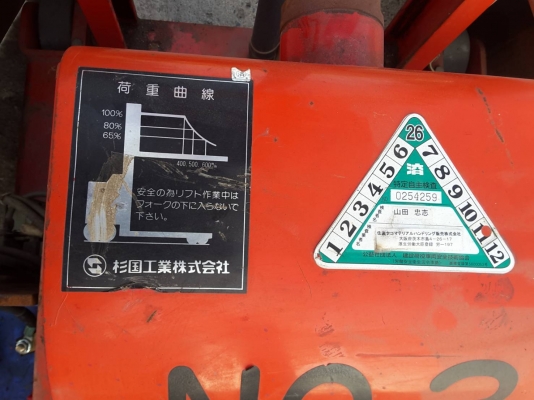 荷重曲線
100%
80%
65%
400 500 600%
安全の為リフト作業中は
フォークの下に入らないで
下さい。
杉国工業株式会社
26
済
1 2 3 4 5 6
7 8 9 10 11 12
特定自主検査
0254259
山田 忠志
NO 3